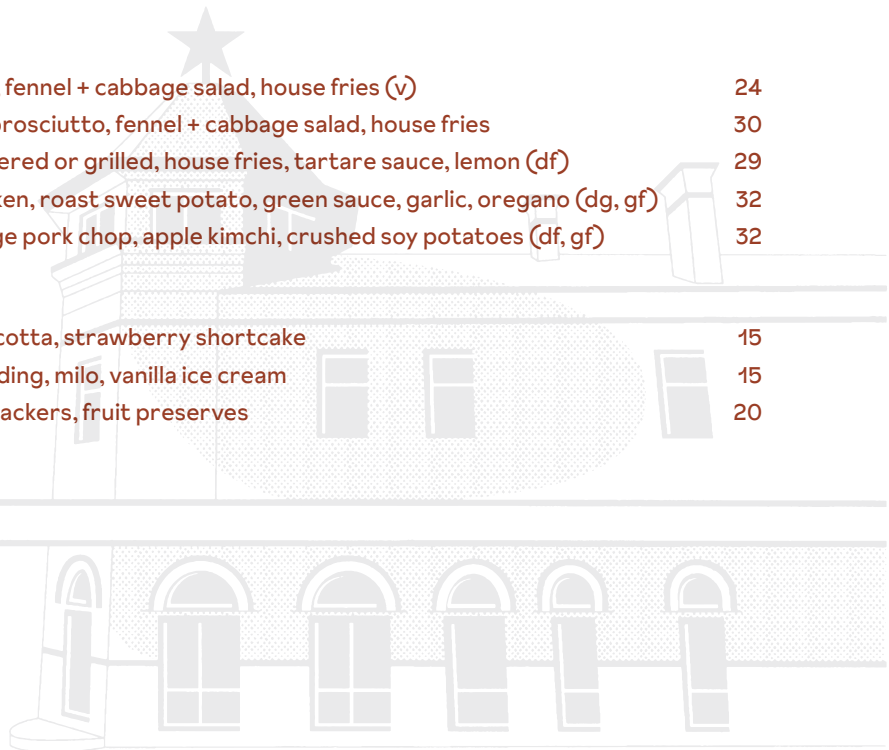 , fennel + cabbage salad, house fries (v) 24
prosciutto, fennel + cabbage salad, house fries 30
ered or grilled, house fries, tartare sauce, lemon (df) 29
ken, roast sweet potato, green sauce, garlic, oregano (dg, gf) 32
ge pork chop, apple kimchi, crushed soy potatoes (df, gf) 32
cotta, strawberry shortcake 15
ding, milo, vanilla ice cream 15
ackers, fruit preserves 20